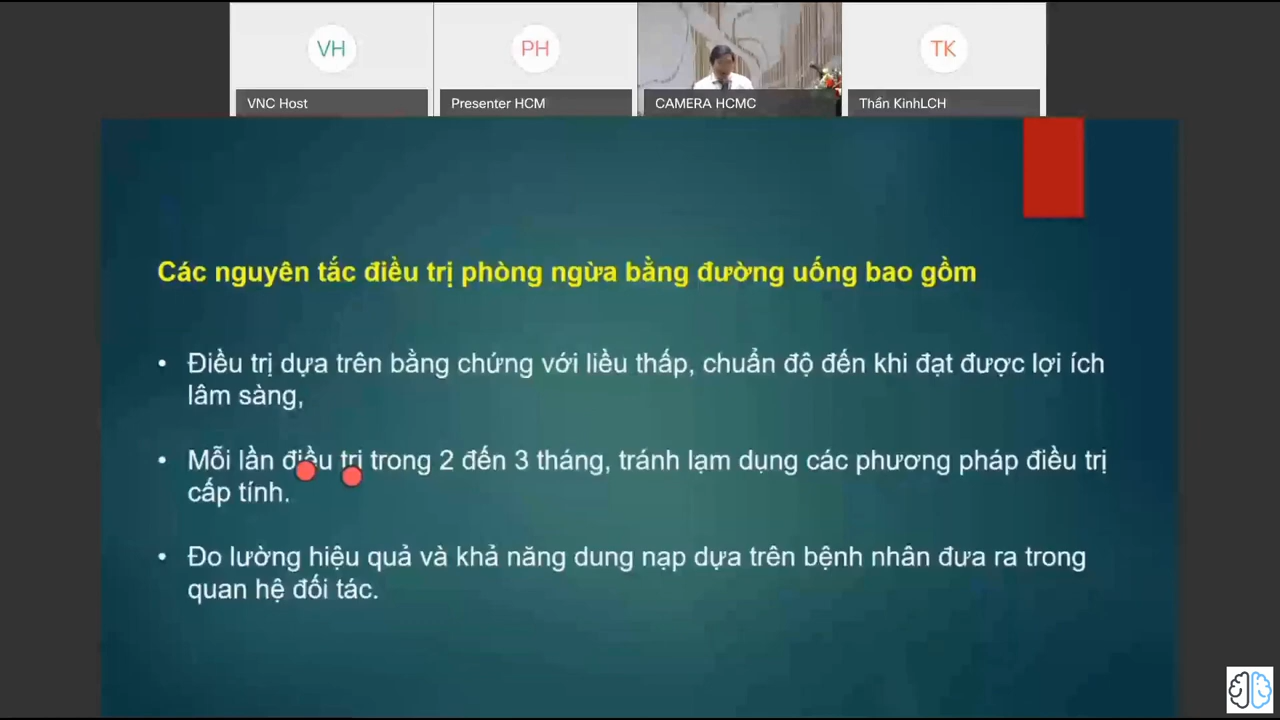 VH
PH
TK
VNC Host
Presenter HCM
CAMERA HCMC
Thần KinhLCH
Các nguyên tắc điều trị phòng ngừa bằng đường uống bao gồm
• Điều trị dựa trên bằng chứng với liều thấp, chuẩn độ đến khi đạt được lợi ích
lâm sàng,
• Mỗi lần điều trị trong 2 đến 3 tháng, tránh lạm dụng các phương pháp điều trị
cấp tính.
• Đo lường hiệu quả và khả năng dung nạp dựa trên bệnh nhân đưa ra trong
quan hệ đối tác.